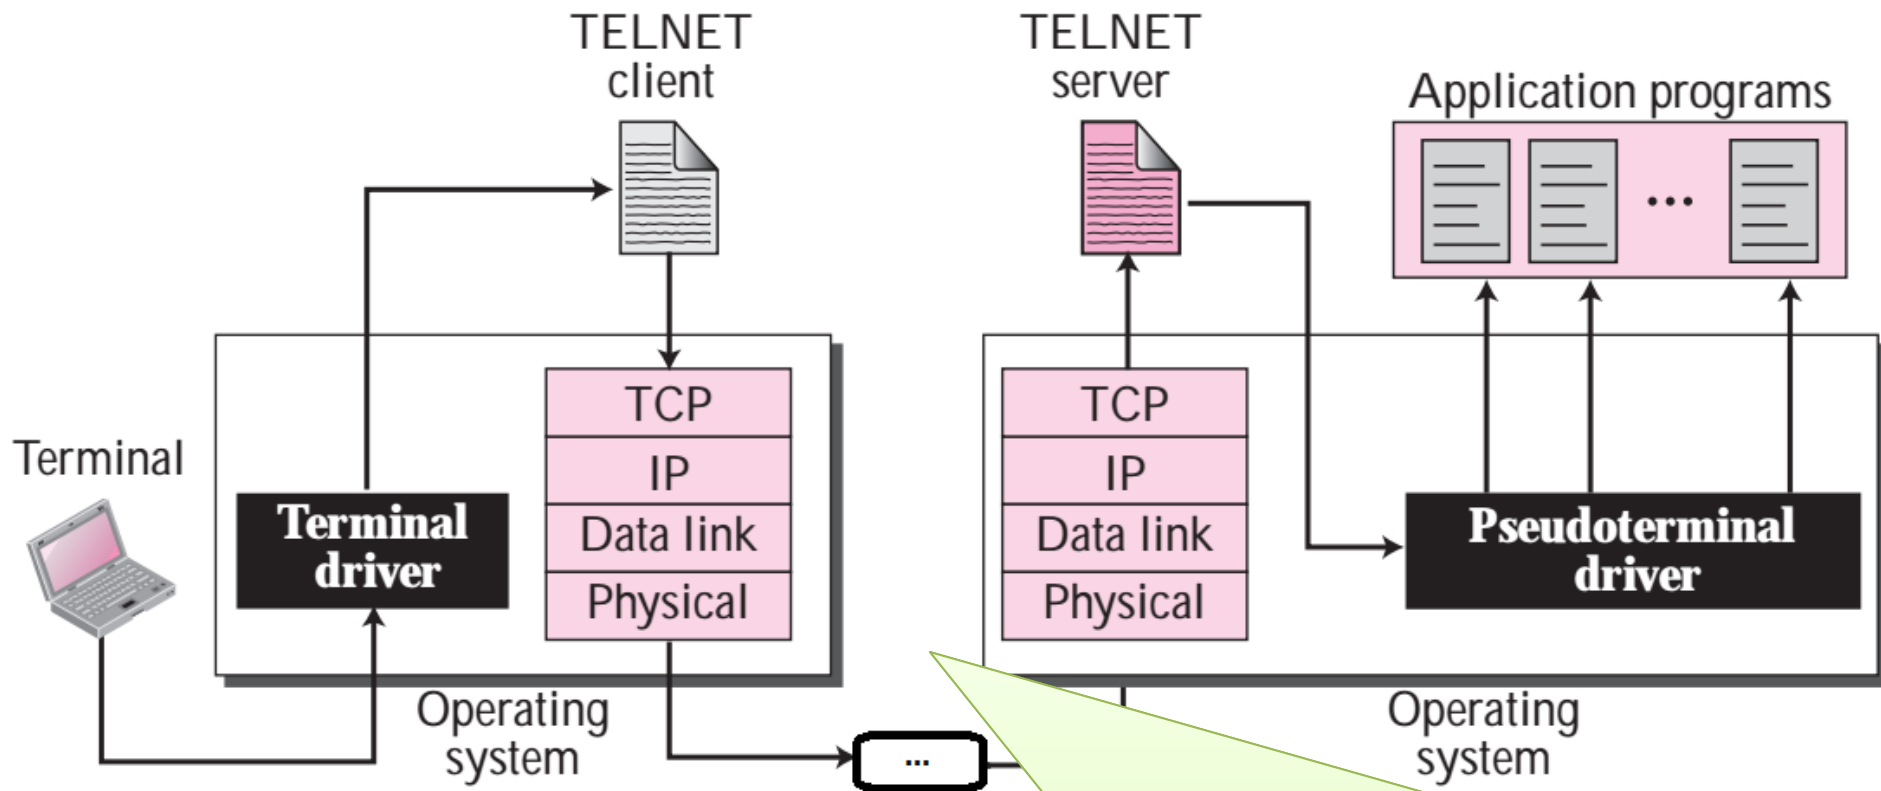 TELNET
client
TELNET
server
Application programs
...
Terminal
Terminal
driver
TCP
IP
Data link
Physical
Operating
system
...
TCP
IP
Data link
Physical
Pseudoterminal
driver
Operating
system